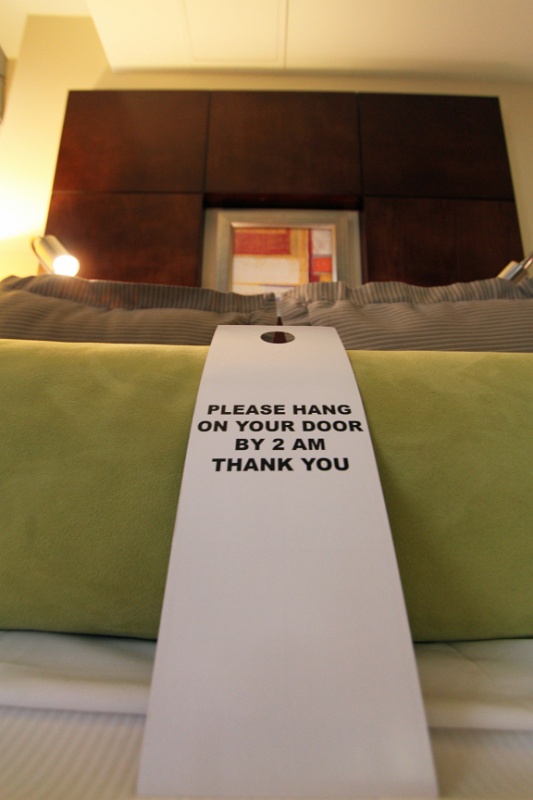 PLEASE HANG
ON YOUR DOOR
BY 2 AM
THANK YOU